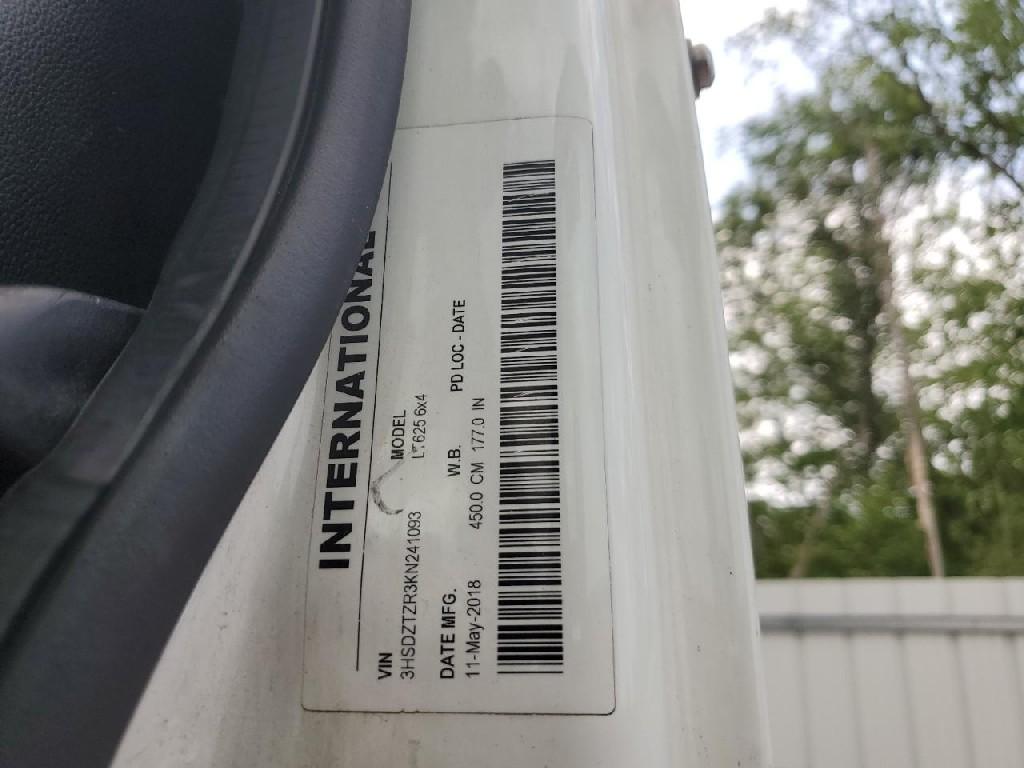 INTERNATIONAL
VIN MODEL
3HSDZTZR3KN241093 LT625 6x4
DATE MFG. W.B. PD LOC - DATE
11-May-2018 450.0 CM 177.0 IN